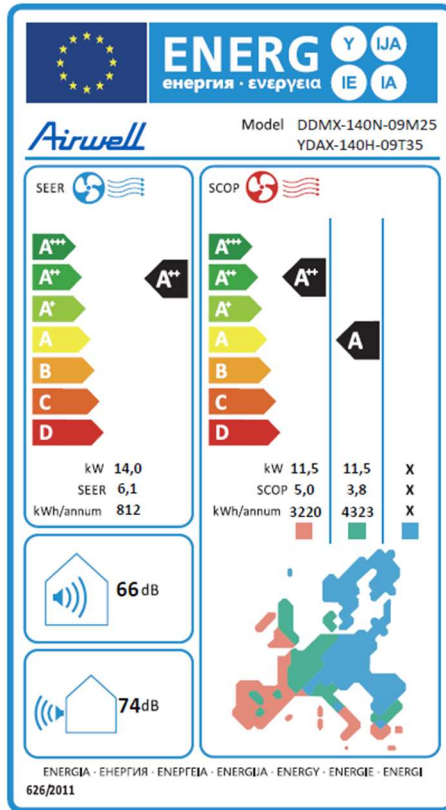 ENERG
енергия · ενεργεια
Y IJA
IE IA
Airwell
Model DDMX-140N-09M25
YDAX-140H-09T35
SEER
A+++
A++
A+
A
B
C
D
A++
kW 14,0
SEER 6,1
kWh/annum 812
SCOP
A+++
A++
A+
A
B
C
D
A++
A
kW 11,5 11,5 X
SCOP 5,0 3,8 X
kWh/annum 3220 4323 X
66 dB
74dB
ENERGIA · ЕНЕРГИЯ · ΕΝΕΡΓΕΙΑ · ENERGIJA · ENERGY · ENERGIE · ENERGI
626/2011